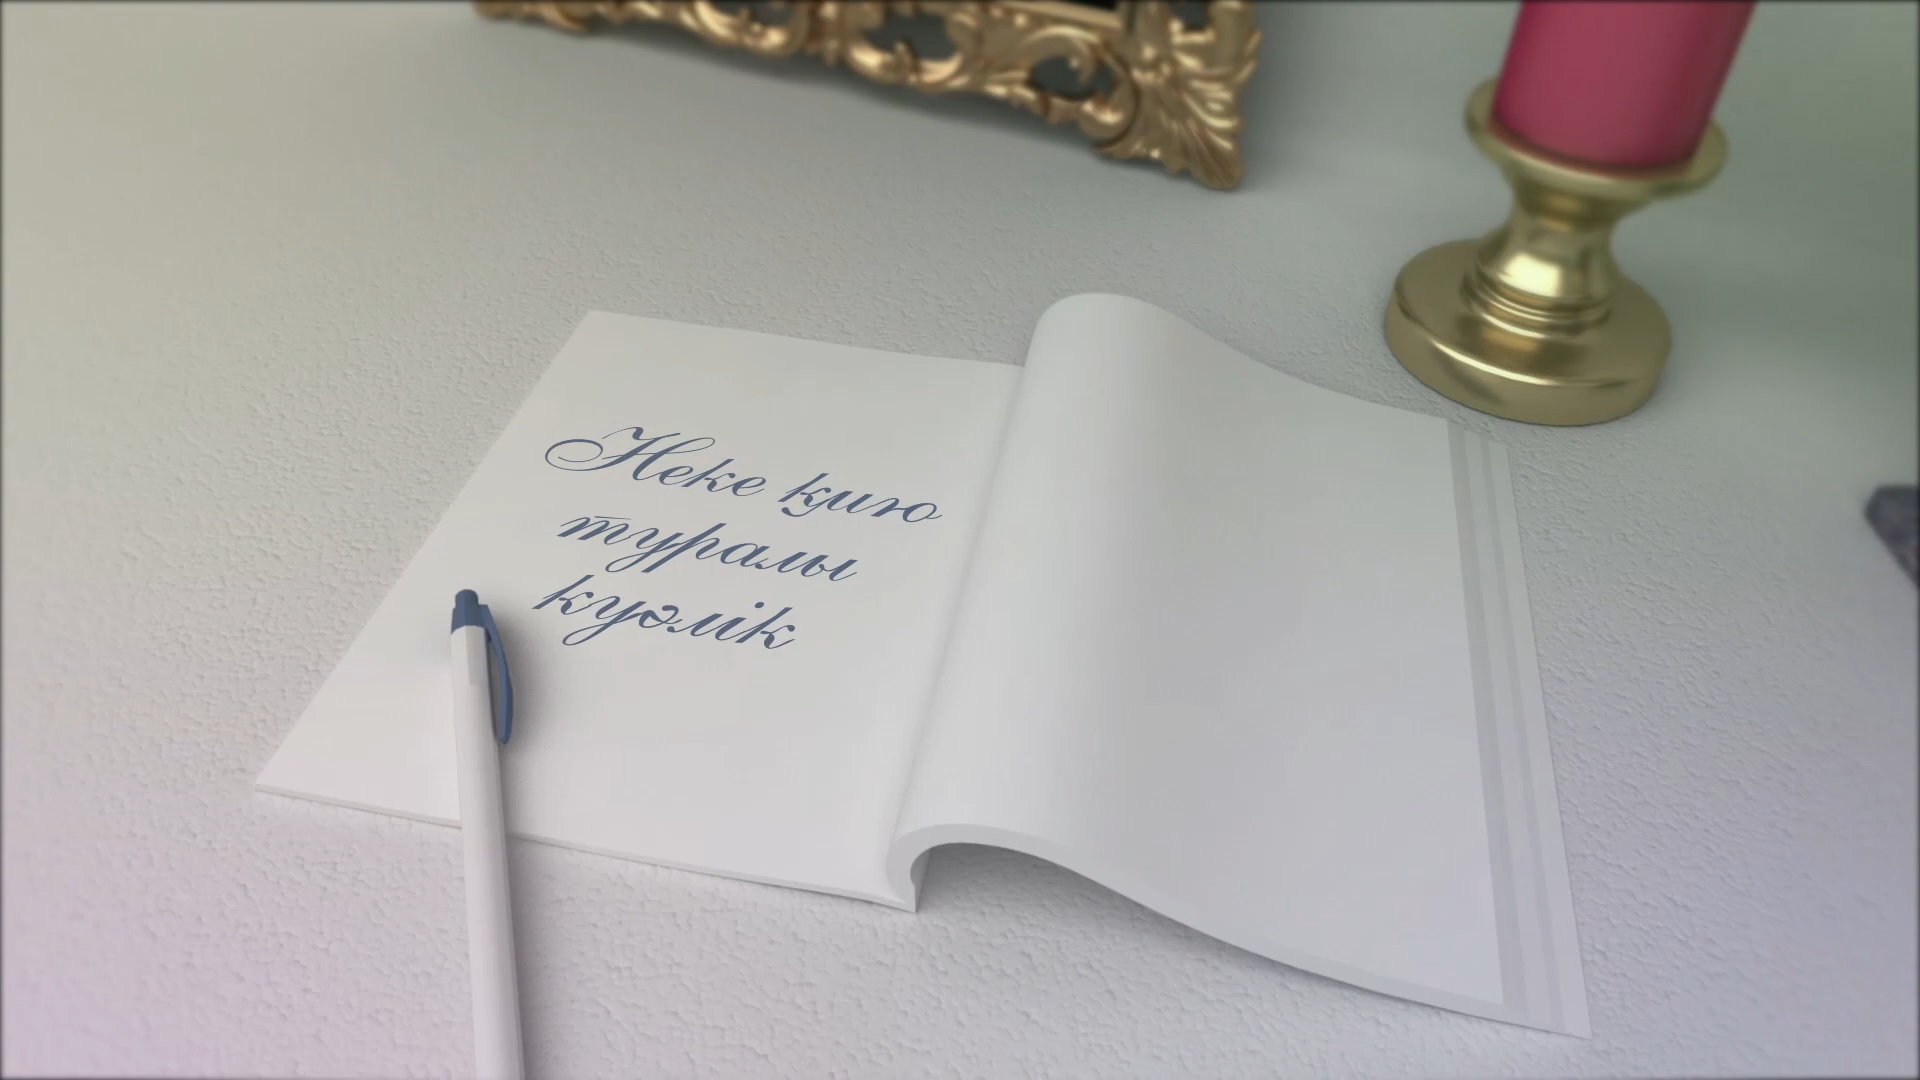 Неке қию
туралы
куәлік